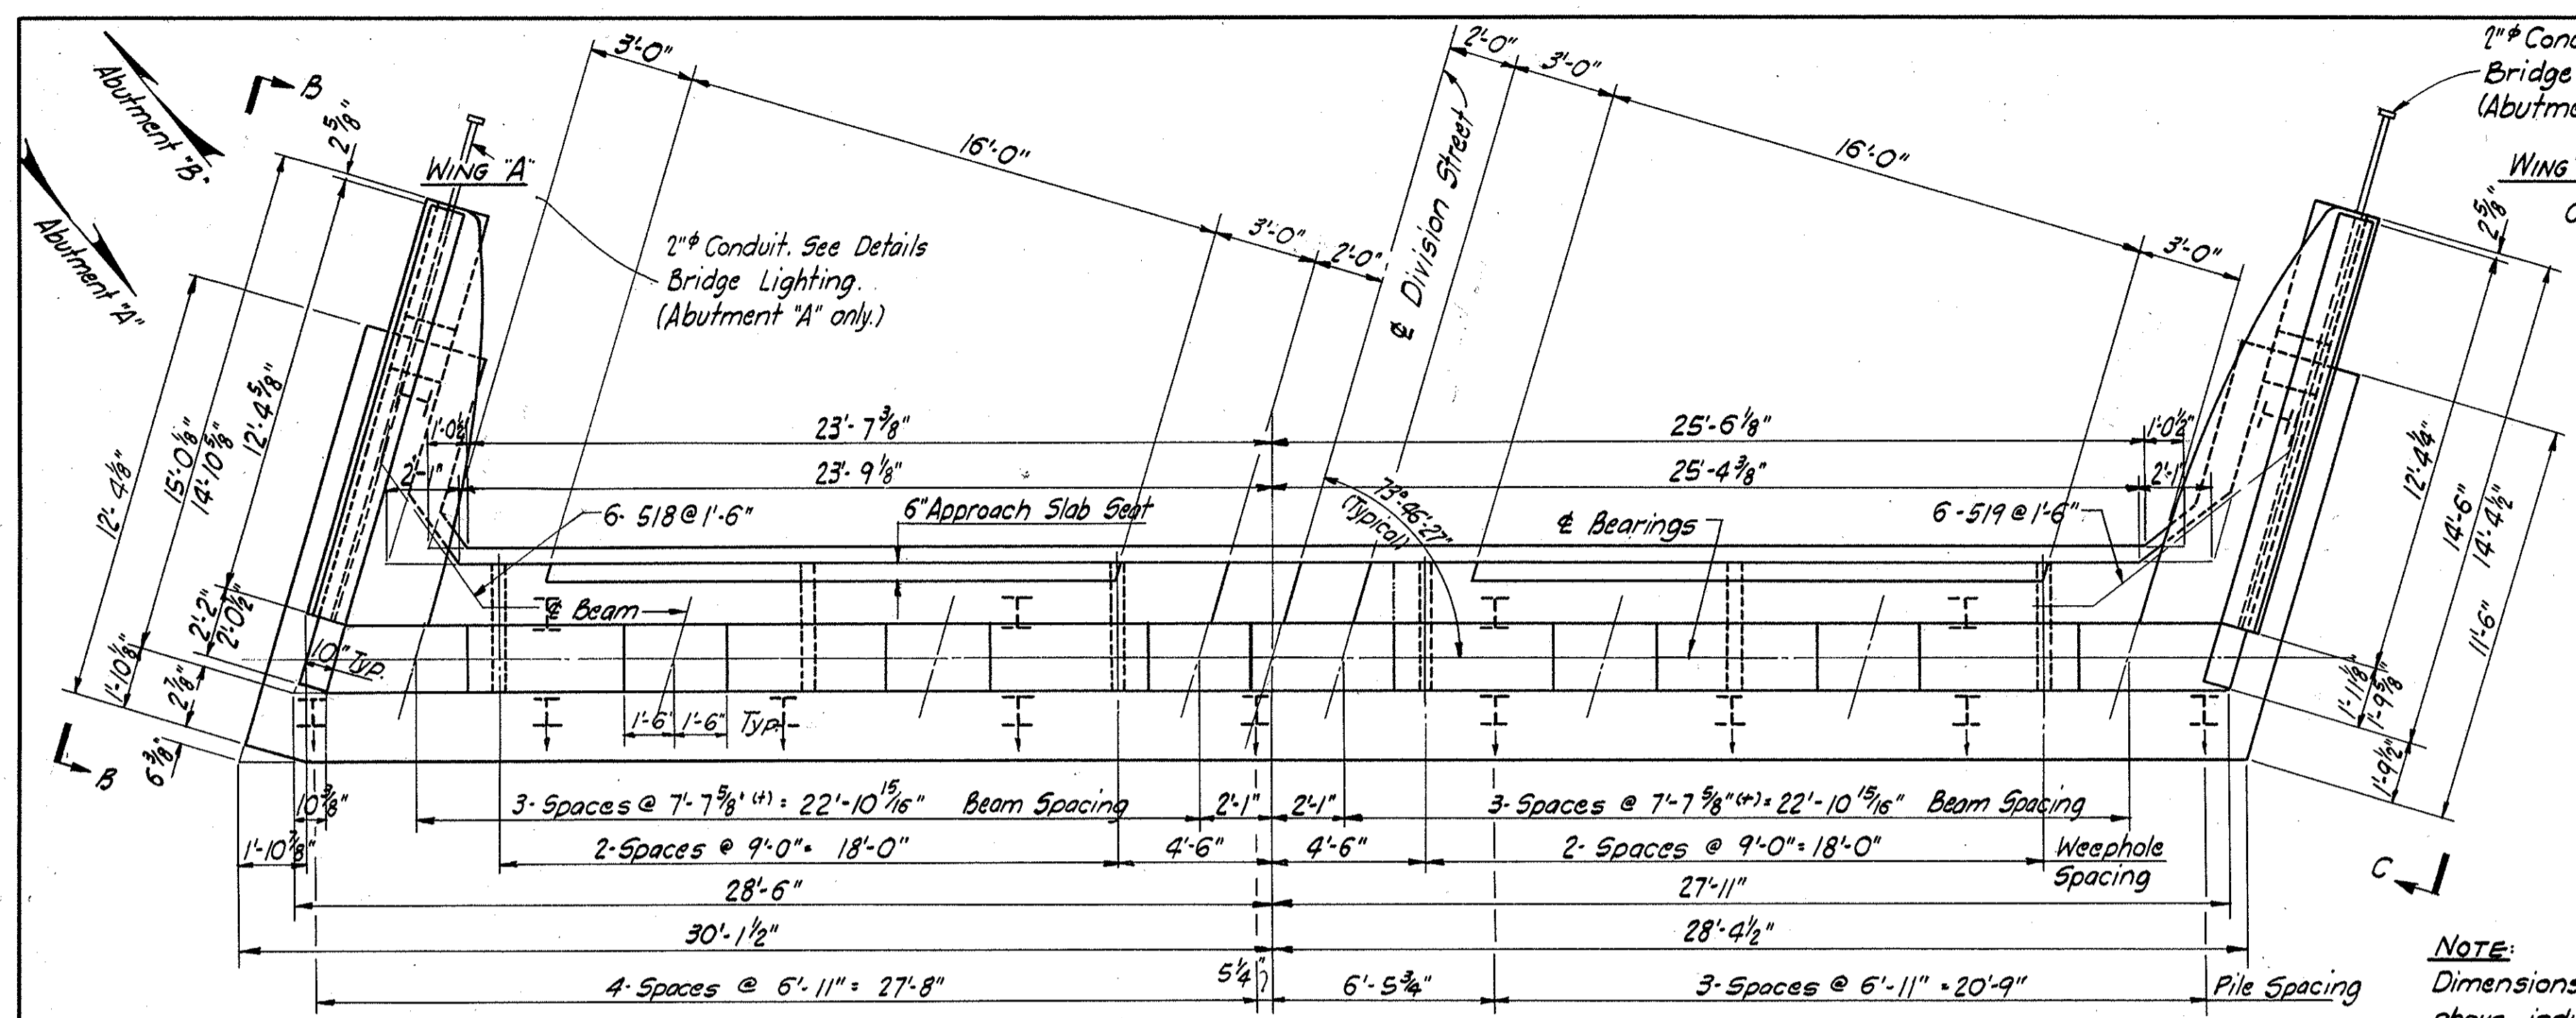 3'-0"
2'-0"
3'-0"
2"φ Cond
Bridge
(Abutme
Abutment "B"
B
2 5/8"
WING "A"
16'-0"
16'-0"
WING
2 5/8"
Abutment "A"
2"φ Conduit. See Details
Bridge Lighting.
(Abutment "A" only.)
3'-0"
2'-0"
℄ Division Street
3'-0"
12'-4 1/8"
15'-0 1/8"
14'-10 5/8"
12'-4 5/8"
1'-0 1/2"
23'-7 3/8"
25'-6 1/8"
1'-0 1/2"
2'-1"
23'-9 1/8"
25'-4 3/8"
2'-1"
12'-4 1/4"
14'-6"
14'-4 1/2"
11'-6"
6-518@1'-6"
6" Approach Slab Seat
73°-46'-27"
(Typical)
℄ Bearings
6-519@1'-6"
℄ Beam
2'-2"
2'-0 1/2"
1'-10 1/8"
2 7/8"
10" Typ.
1'-6" 1'-6" Typ.
1'-11 1/8"
1'-9 5/8"
1'-9 1/2"
B
6 3/8"
10 3/8"
3-Spaces @ 7'-7 5/8" (+) = 22'-10 15/16" Beam Spacing
2'-1"
2'-1"
3-Spaces @ 7'-7 5/8" (+) = 22'-10 15/16" Beam Spacing
1'-10 7/8"
2-Spaces @ 9'-0" = 18'-0"
4'-6"
4'-6"
2-Spaces @ 9'-0" = 18'-0"
Weephole
Spacing
C
28'-6"
27'-11"
30'-1 1/2"
28'-4 1/2"
4-Spaces @ 6'-11" = 27'-8"
5 1/4"
6'-5 3/4"
3-Spaces @ 6'-11" = 20'-9"
Pile Spacing
NOTE:
Dimensions